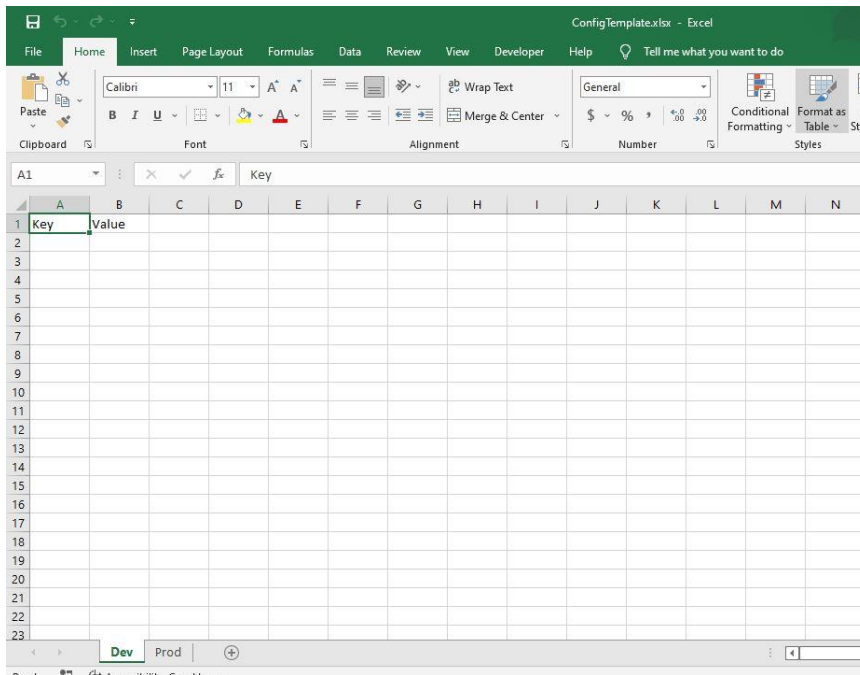 ConfigTemplate.xlsx - Excel
File Home Insert Page Layout Formulas Data Review View Developer Help Tell me what you want to do
Calibri 11 A A ab Wrap Text General
Paste B I U A Merge & Center $ % , Conditional Formatting Format as Table
Clipboard Font Alignment Number Styles
A1 fx Key
A B C D E F G H I J K L M N
1 Key Value
2
3
4
5
6
7
8
9
10
11
12
13
14
15
16
17
18
19
20
21
22
23
Dev Prod